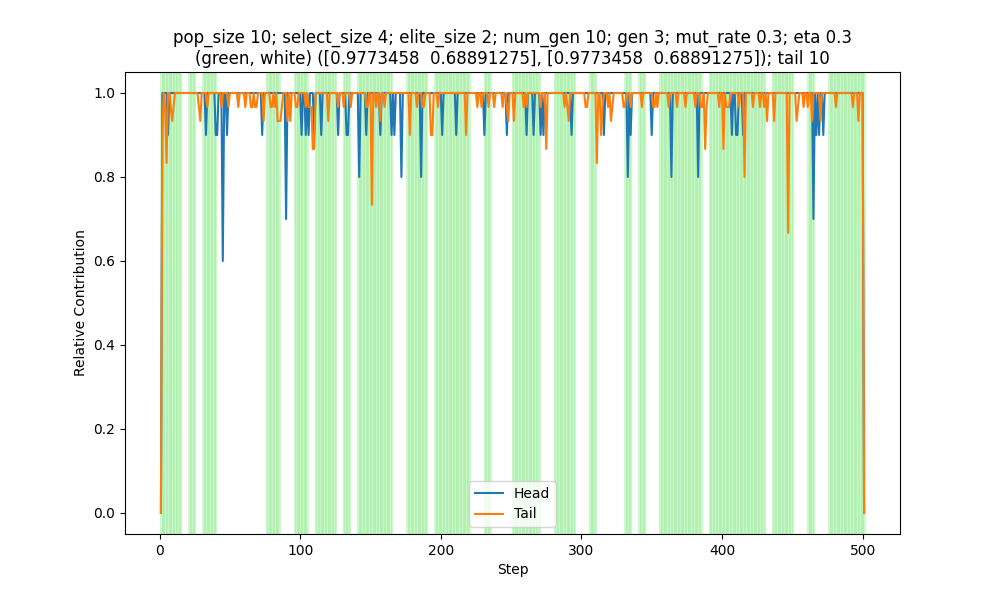 pop_size 10; select_size 4; elite_size 2; num_gen 10; gen 3; mut_rate 0.3; eta 0.3
(green, white) ([0.9773458  0.68891275], [0.9773458  0.68891275]); tail 10
Relative Contribution
1.0
0.8
0.6
0.4
0.2
0.0
Head
Tail
0
100
200
300
400
500
Step